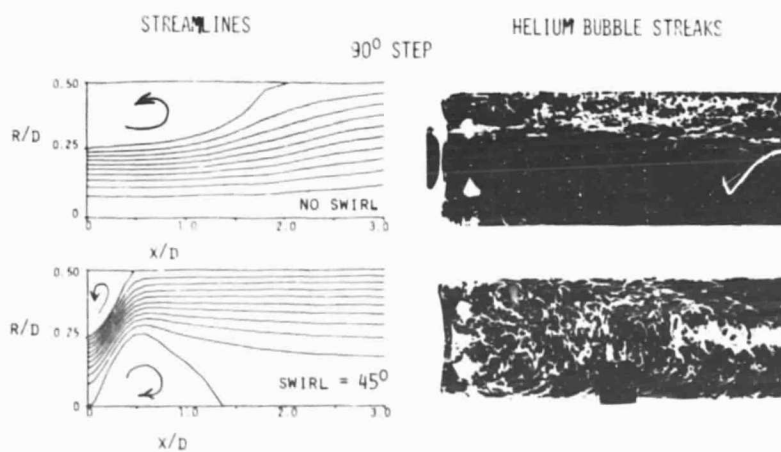 STREAMLINES
HELIUM BUBBLE STREAKS
90° STEP
0.50
R/D
0.25
0
NO SWIRL
0 1.0 2.0 3.0
X/D
0.50
R/D
0.25
0
SWIRL = 45°
0 1.0 2.0 3.0
X/D